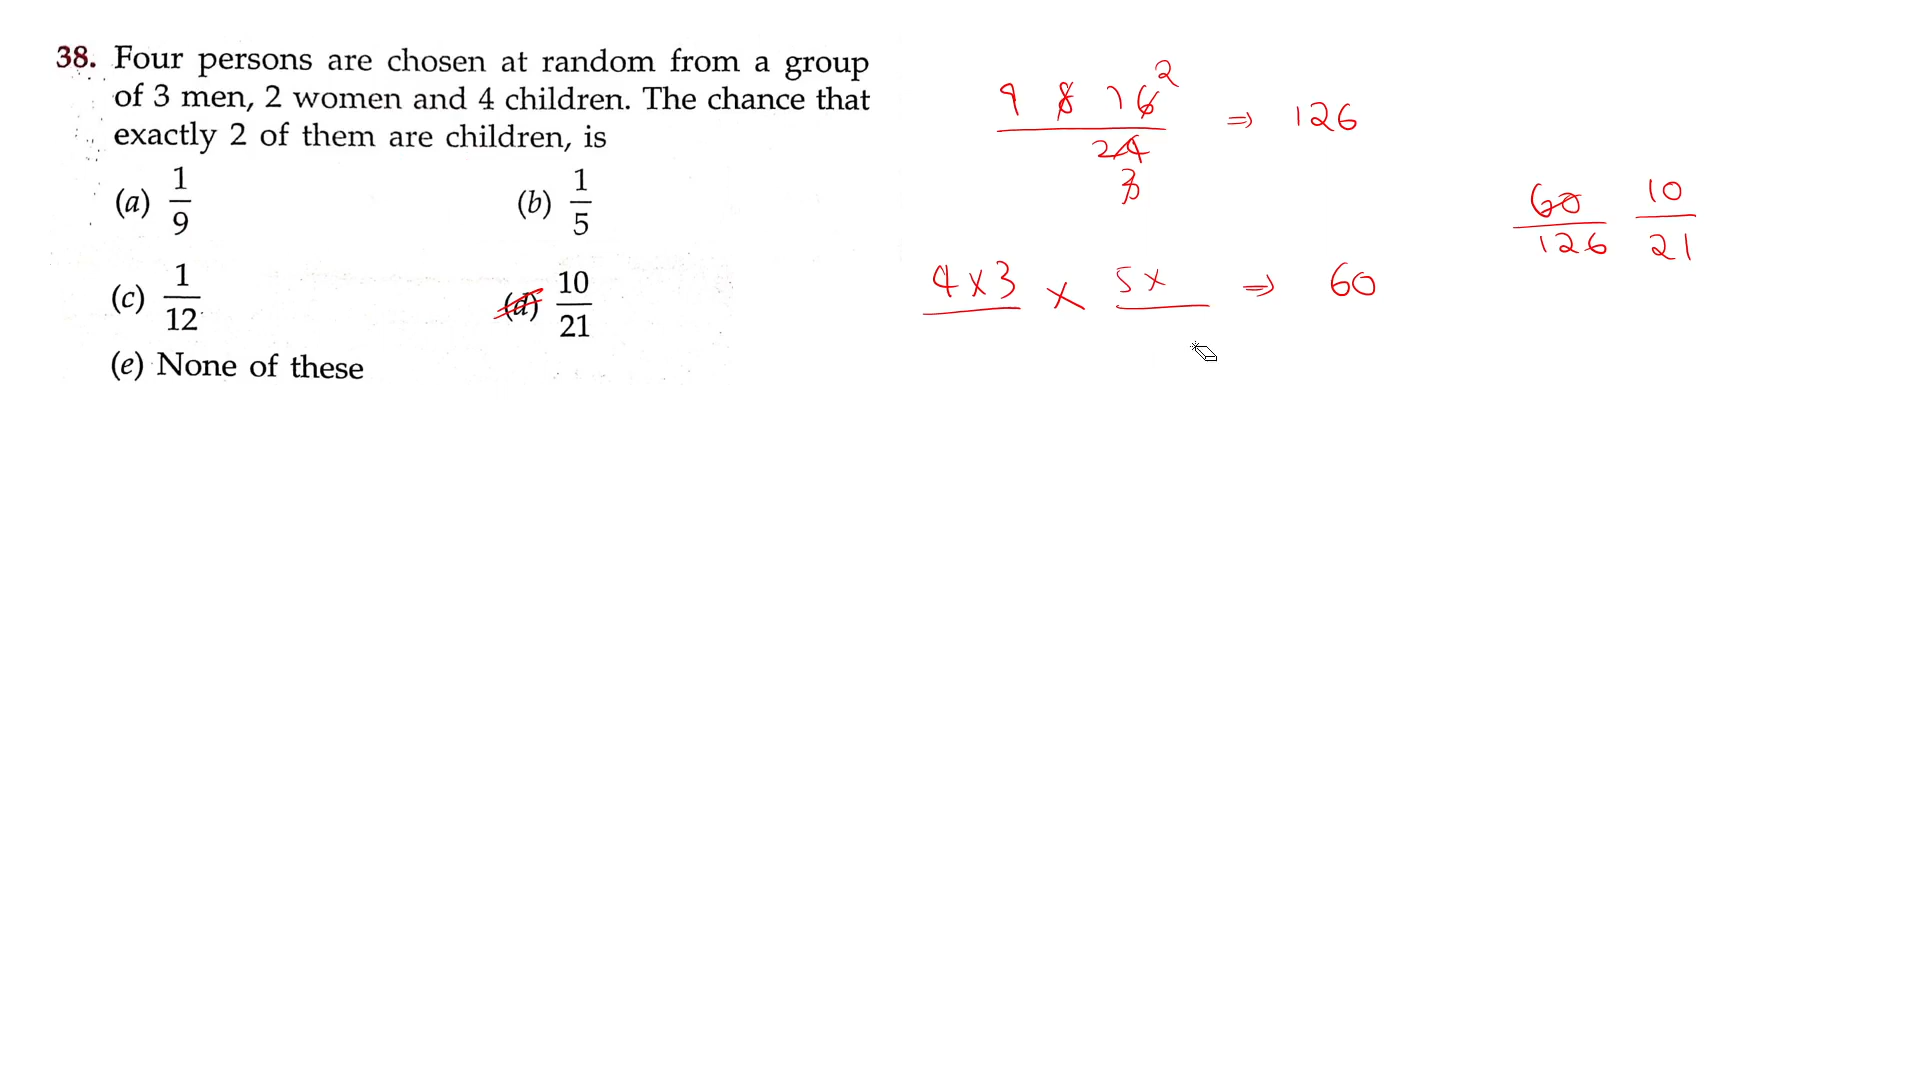 38. Four persons are chosen at random from a group
of 3 men, 2 women and 4 children. The chance that
exactly 2 of them are children, is
(a) 1/9 (b) 1/5
(c) 1/12 (d) 10/21
(e) None of these
2
9 8 7 6 ⇒ 126
24
3
60/126 10/21
4 x 3 x 5 x ⇒ 60